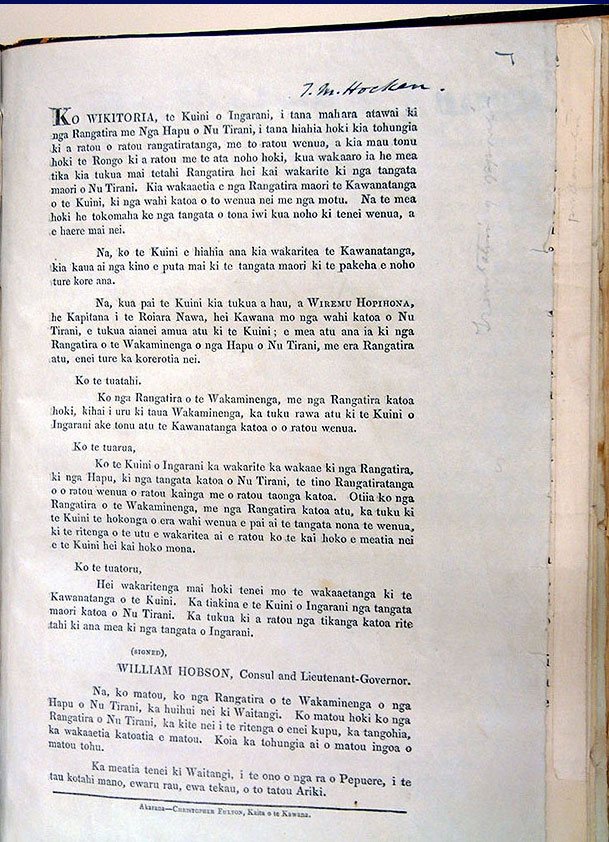 T. M. Hocken.
KO WIKITORIA, te Kuini o Ingarani, i tana mahara atawai ki
nga Rangatira me Nga Hapu o Nu Tirani, i tana hiahia hoki kia tohungia
ki a ratou o ratou rangatiratanga, me to ratou wenua, a kia mau tonu
hoki te Rongo ki a ratou me te ata noho hoki, kua wakaaro ia he mea
tika kia tukua mai tetahi Rangatira hei kai wakarite ki nga tangata
maori o Nu Tirani. Kia wakaaetia e nga Rangatira maori te Kawanatanga
o te Kuini, ki nga wahi katoa o to wenua nei me nga motu. Na te mea
hoki he tokomaha ke nga tangata o tona iwi kua noho ki tenei wenua, a
e haere mai nei.
Na, ko te Kuini e hiahia ana kia wakaritea te Kawanatanga,
kia kaua ai nga kino e puta mai ki te tangata maori ki te pakeha e noho
ture kore ana.
Na, kua pai te Kuini kia tukua a hau, a WIREMU HOPIHONA,
he Kapitana i te Roiara Nawa, hei Kawana mo nga wahi katoa o Nu
Tirani, e tukua aianei amua atu ki te Kuini; e mea atu ana ia ki nga
Rangatira o te Wakaminenga o nga Hapu o Nu Tirani, me era Rangatira
atu, enei ture ka korerotia nei.
Ko te tuatahi.
Ko nga Rangatira o te Wakaminenga, me nga Rangatira katoa
hoki, kihai i uru ki taua Wakaminenga, ka tuku rawa atu ki te Kuini o
Ingarani ake tonu atu te Kawanatanga katoa o o ratou wenua.
Ko te tuarua,
Ko te Kuini o Ingarani ka wakarite ka wakaae ki nga Rangatira,
ki nga Hapu, ki nga tangata katoa o Nu Tirani, te tino Rangatiratanga
o o ratou wenua o ratou kainga me o ratou taonga katoa. Otiia ko nga
Rangatira o te Wakaminenga, me nga Rangatira katoa atu, ka tuku ki
te Kuini te hokonga o era wahi wenua e pai ai te tangata nona te wenua,
ki te ritenga o te utu e wakaritea ai e ratou ko te kai hoko e meatia nei
e te Kuini hei kai hoko mona.
Ko te tuatoru,
Hei wakaritenga mai hoki tenei mo te wakaaetanga ki te
Kawanatanga o te Kuini. Ka tiakina e te Kuini o Ingarani nga tangata
maori katoa o Nu Tirani. Ka tukua ki a ratou nga tikanga katoa rite
tahi ki ana mea ki nga tangata o Ingarani.
(SIGNED),
WILLIAM HOBSON, Consul and Lieutenant-Governor.
Na, ko matou, ko nga Rangatira o te Wakaminenga o nga
Hapu o Nu Tirani, ka huihui nei ki Waitangi. Ko matou hoki ko nga
Rangatira o Nu Tirani, ka kite nei i te ritenga o enei kupu, ka tangohia,
ka wakaaetia katoatia e matou. Koia ka tohungia ai o matou ingoa o
matou tohu.
Ka meatia tenei ki Waitangi, i te ono o nga ra o Pepuere, i te
tau kotahi mano, ewaru rau, ewa tekau, o to tatou Ariki.
Akarana—CHRISTOPHER FULTON, Kaita o te Kawana.